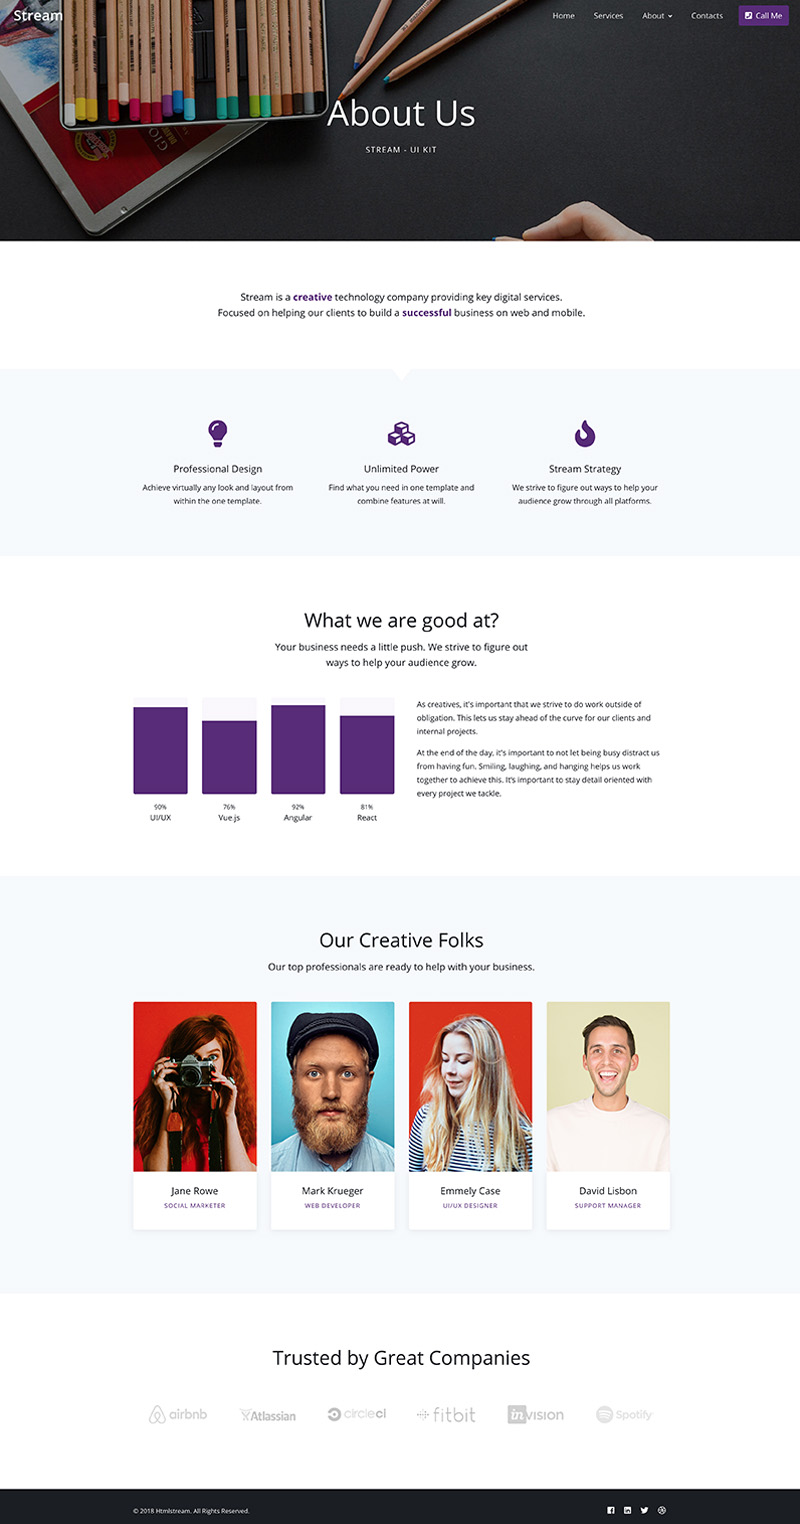 Stream
Home
Services
About
Contacts
Call Me
About Us
STREAM - UI KIT
Stream is a creative technology company providing key digital services.
Focused on helping our clients to build a successful business on web and mobile.
Professional Design
Achieve virtually any look and layout from
within the one template.
Unlimited Power
Find what you need in one template and
combine features at will.
Stream Strategy
We strive to figure out ways to help your
audience grow through all platforms.
What we are good at?
Your business needs a little push. We strive to figure out
ways to help your audience grow.
90%
UI/UX
76%
Vue.js
92%
Angular
81%
React
As creatives, it's important that we strive to do work outside of
obligation. This lets us stay ahead of the curve for our clients and
internal projects.
At the end of the day, it's important to not let being busy distract us
from having fun. Smiling, laughing, and hanging helps us work
together to achieve this. It's important to stay detail oriented with
every project we tackle.
Our Creative Folks
Our top professionals are ready to help with your business.
Jane Rowe
SOCIAL MARKETER
Mark Krueger
WEB DEVELOPER
Emmely Case
UI/UX DESIGNER
David Lisbon
SUPPORT MANAGER
Trusted by Great Companies
airbnb
Atlassian
circleci
fitbit
invision
Spotify
© 2018 Htmlstream. All Rights Reserved.